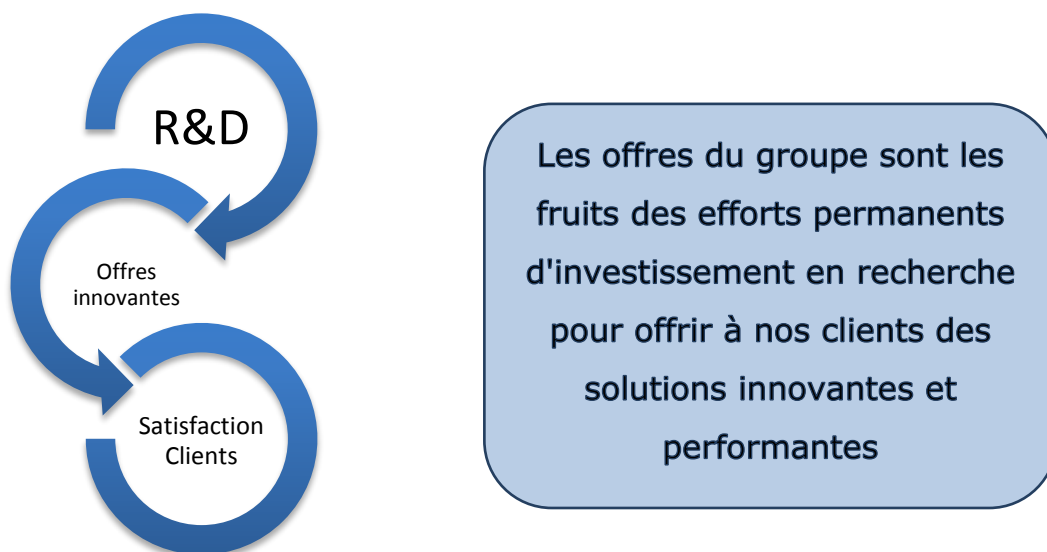 R&D
Offres
innovantes
Satisfaction
Clients
Les offres du groupe sont les
fruits des efforts permanents
d'investissement en recherche
pour offrir à nos clients des
solutions innovantes et
performantes